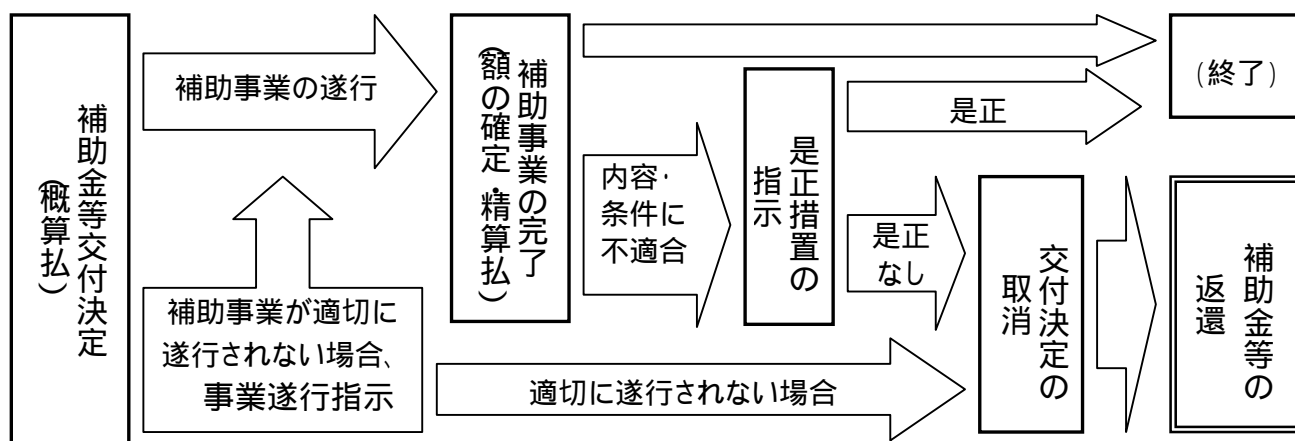 補助金等交付決定
(概算払)
補助事業の遂行
補助事業が適切に
遂行されない場合、
事業遂行指示
補助事業の完了
(額の確定・精算払)
内容・
条件に
不適合
是正措置の
指示
是正
是正
なし
適切に遂行されない場合
交付決定の
取消
(終了)
補助金等の
返還